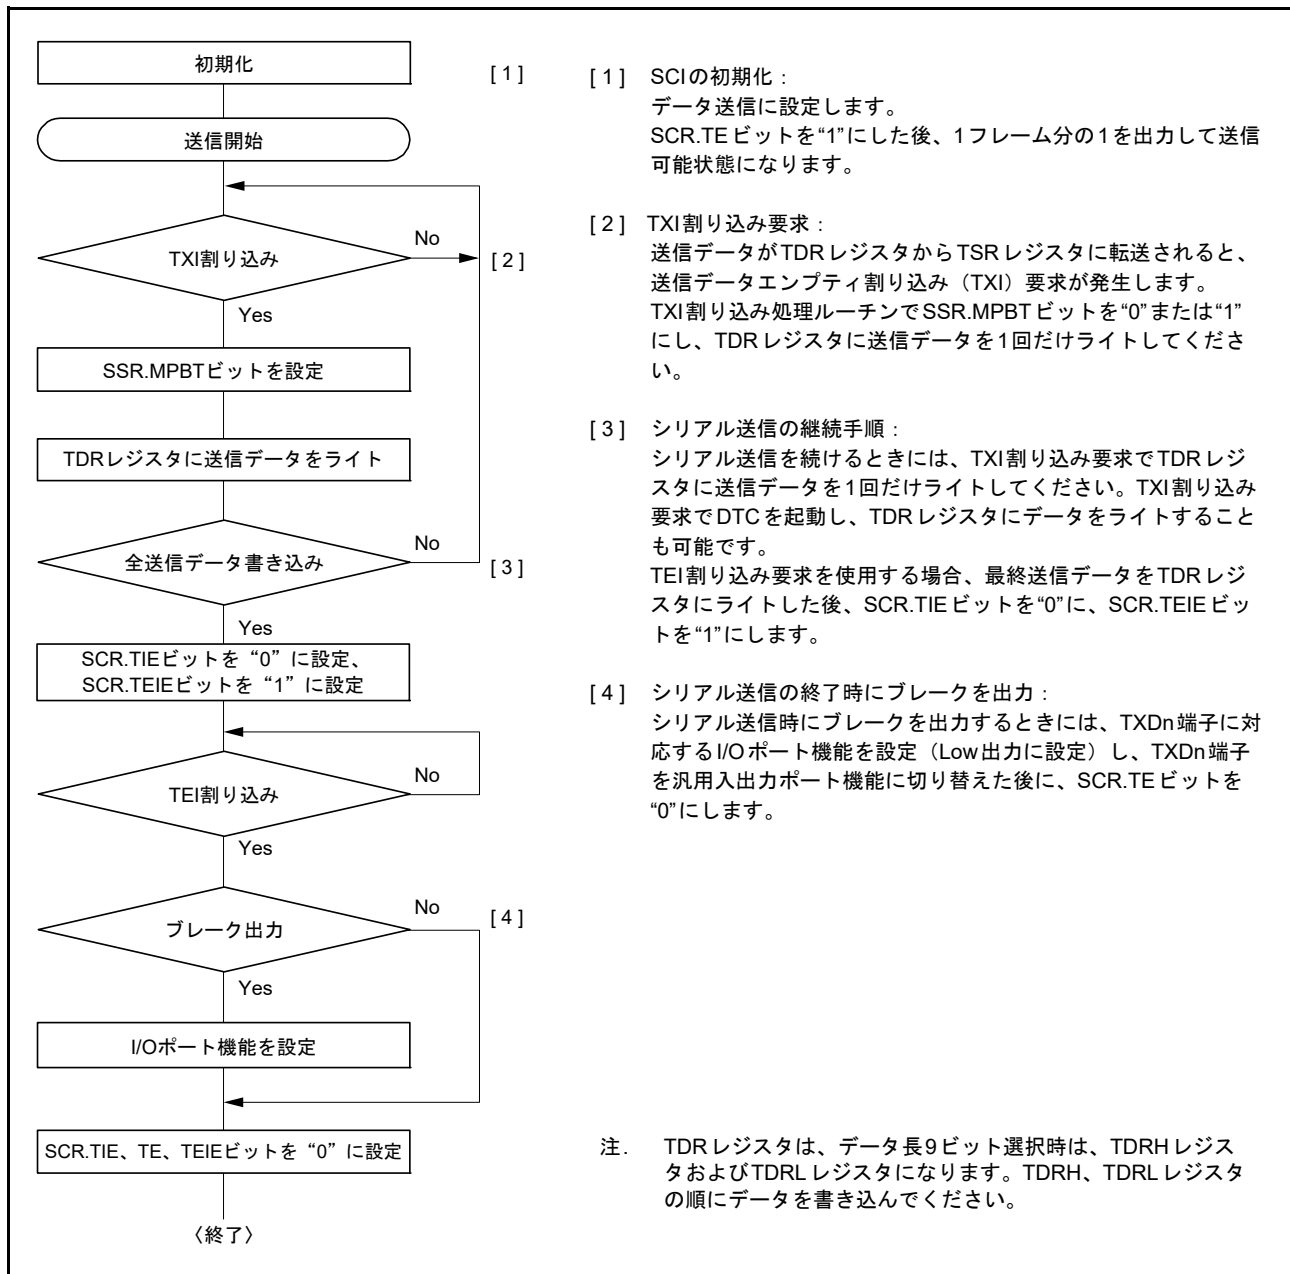 初期化
[ 1 ]
送信開始
TXI割り込み
No
[ 2 ]
Yes
SSR.MPBTビットを設定
TDRレジスタに送信データをライト
全送信データ書き込み
No
[ 3 ]
Yes
SCR.TIEビットを“0”に設定、
SCR.TEIEビットを“1”に設定
TEI割り込み
No
Yes
ブレーク出力
No
[ 4 ]
Yes
I/Oポート機能を設定
SCR.TIE、TE、TEIEビットを“0”に設定
〈終了〉
[ 1 ] SCIの初期化：
データ送信に設定します。
SCR.TEビットを“1”にした後、1フレーム分の1を出力して送信
可能状態になります。
[ 2 ] TXI割り込み要求：
送信データがTDRレジスタからTSRレジスタに転送されると、
送信データエンプティ割り込み（TXI）要求が発生します。
TXI割り込み処理ルーチンでSSR.MPBTビットを“0”または“1”
にし、TDRレジスタに送信データを1回だけライトしてくださ
い。
[ 3 ] シリアル送信の継続手順：
シリアル送信を続けるときには、TXI割り込み要求でTDRレジ
スタに送信データを1回だけライトしてください。TXI割り込み
要求でDTCを起動し、TDRレジスタにデータをライトすること
も可能です。
TEI割り込み要求を使用する場合、最終送信データをTDRレジ
スタにライトした後、SCR.TIEビットを“0”に、SCR.TEIEビッ
トを“1”にします。
[ 4 ] シリアル送信の終了時にブレークを出力：
シリアル送信時にブレークを出力するときには、TXDn端子に対
応するI/Oポート機能を設定（Low出力に設定）し、TXDn端子
を汎用入出力ポート機能に切り替えた後に、SCR.TEビットを
“0”にします。
注. TDRレジスタは、データ長9ビット選択時は、TDRHレジス
タおよびTDRLレジスタになります。TDRH、TDRLレジスタ
の順にデータを書き込んでください。